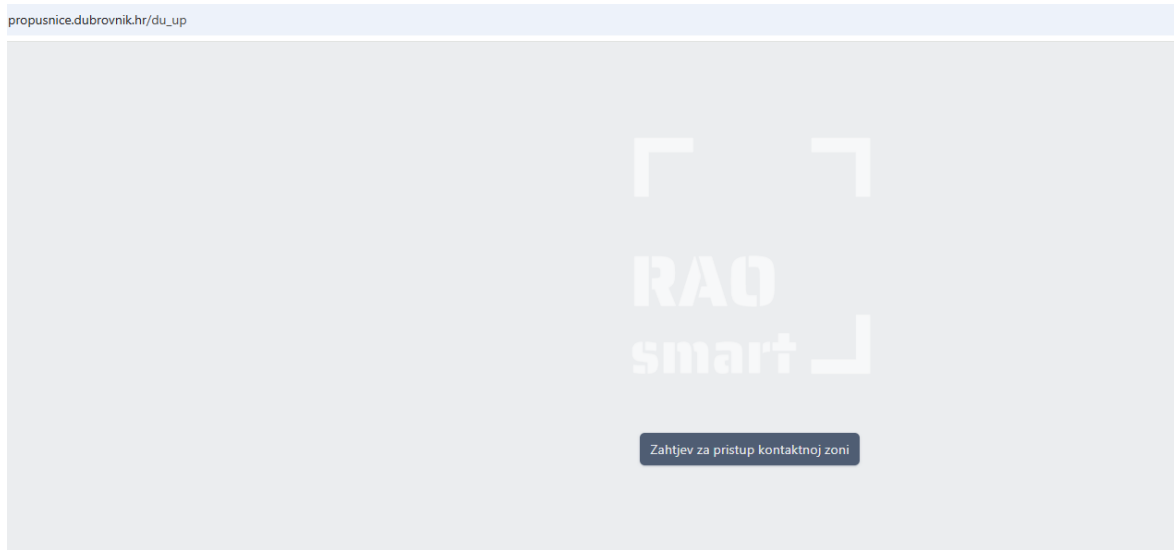 propusnice.dubrovnik.hr/du_up
RAO
smart
Zahtjev za pristup kontaktnoj zoni